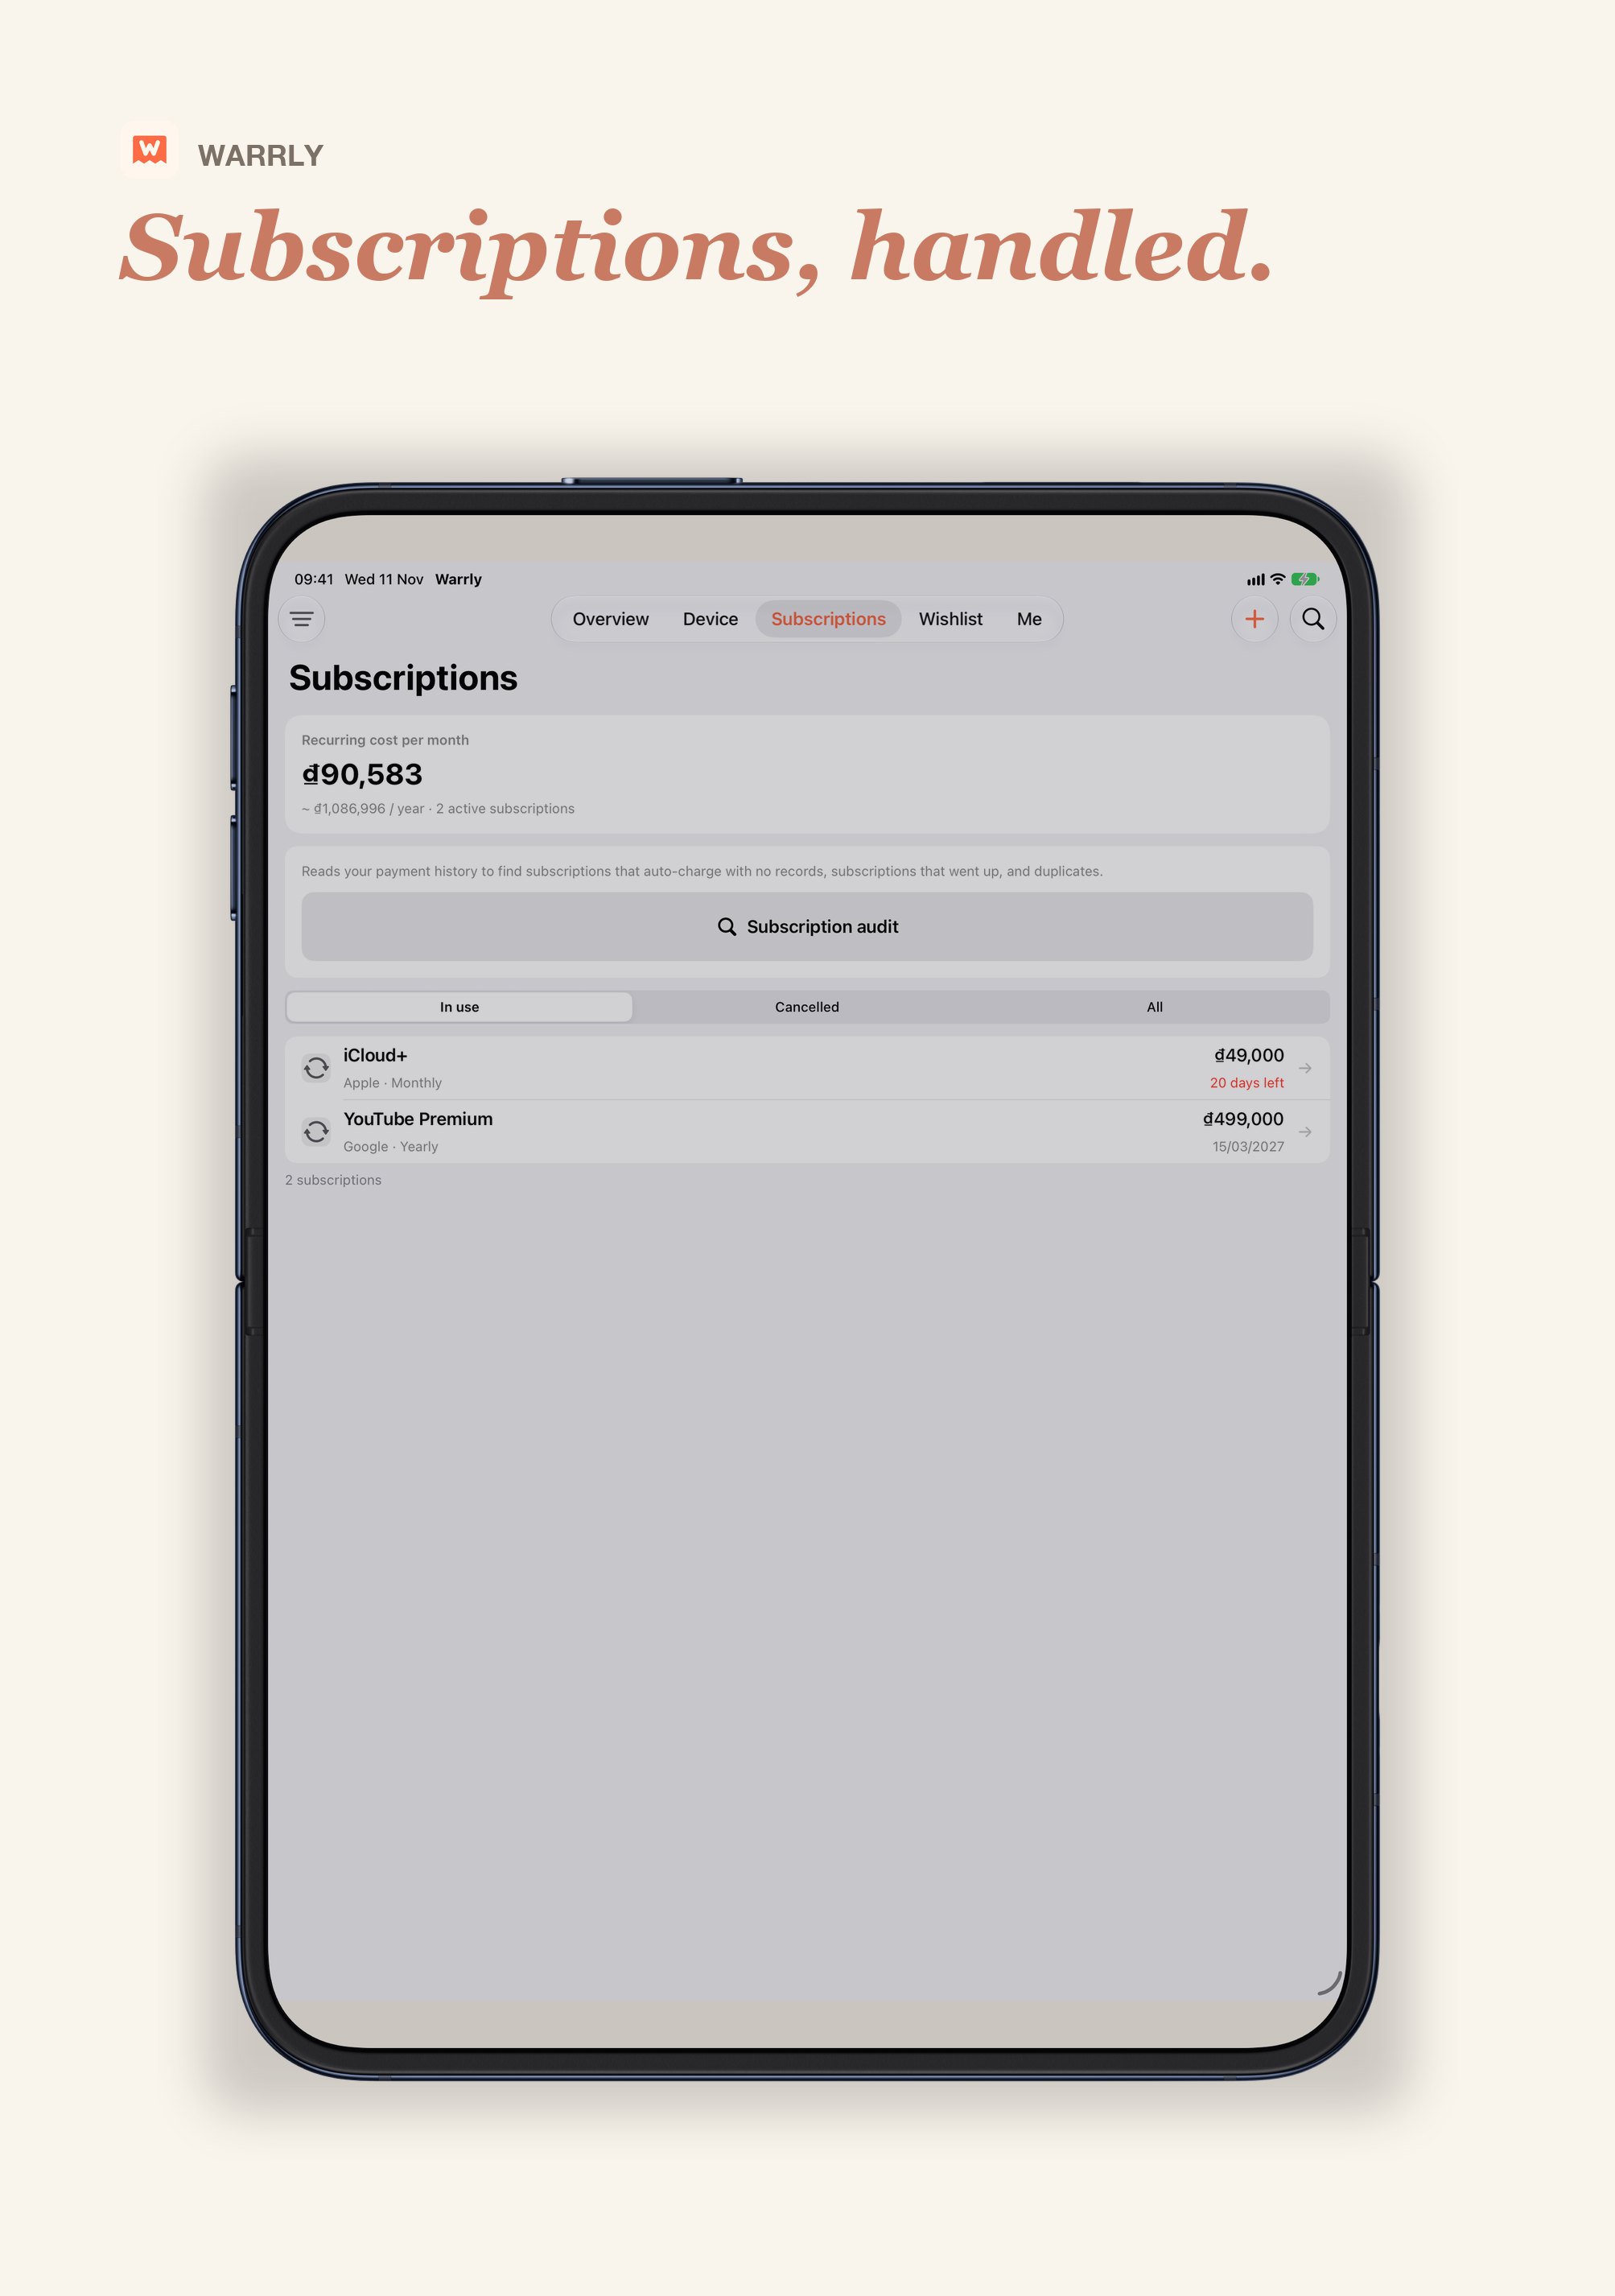 WARRLY
Subscriptions, handled.
09:41 Wed 11 Nov Warrly
Overview Device Subscriptions Wishlist Me
Subscriptions
Recurring cost per month
₫90,583
~ ₫1,086,996 / year · 2 active subscriptions
Reads your payment history to find subscriptions that auto-charge with no records, subscriptions that went up, and duplicates.
Subscription audit
In use Cancelled All
iCloud+ ₫49,000
Apple · Monthly 20 days left
YouTube Premium ₫499,000
Google · Yearly 15/03/2027
2 subscriptions